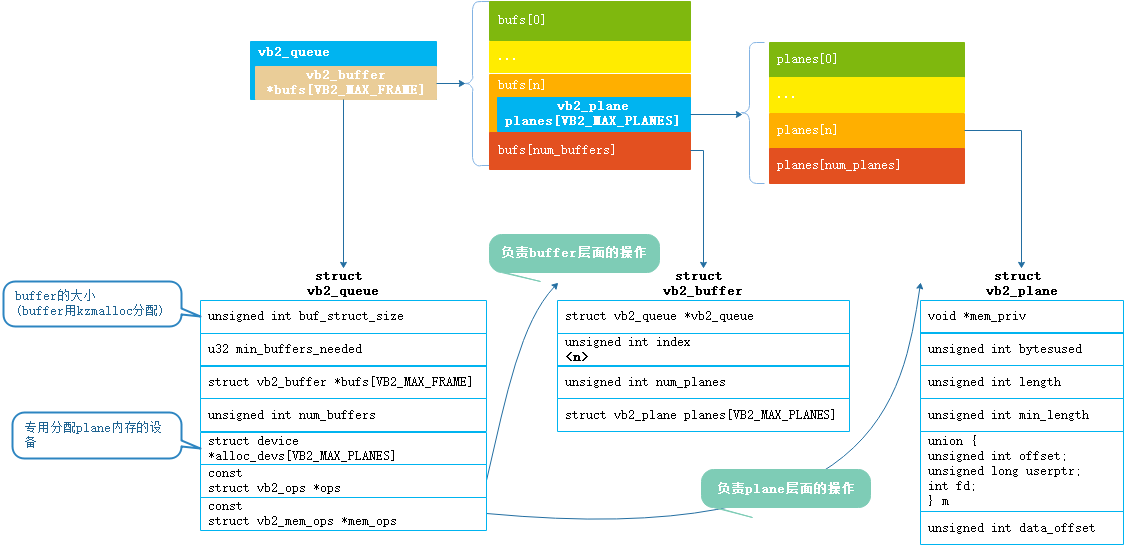 vb2_queue
vb2_buffer
*bufs[VB2_MAX_FRAME]
bufs[0]
...
bufs[n]
vb2_plane
planes[VB2_MAX_PLANES]
bufs[num_buffers]
planes[0]
...
planes[n]
planes[num_planes]
负责buffer层面的操作
buffer的大小
(buffer用kzmalloc分配)
专用分配plane内存的设
备
struct
vb2_queue
unsigned int buf_struct_size
u32 min_buffers_needed
struct vb2_buffer *bufs[VB2_MAX_FRAME]
unsigned int num_buffers
struct device
*alloc_devs[VB2_MAX_PLANES]
const
struct vb2_ops *ops
const
struct vb2_mem_ops *mem_ops
struct
vb2_buffer
struct vb2_queue *vb2_queue
unsigned int index
<n>
unsigned int num_planes
struct vb2_plane planes[VB2_MAX_PLANES]
负责plane层面的操作
struct
vb2_plane
void *mem_priv
unsigned int bytesused
unsigned int length
unsigned int min_length
union {
unsigned int offset;
unsigned long userptr;
int fd;
} m
unsigned int data_offset